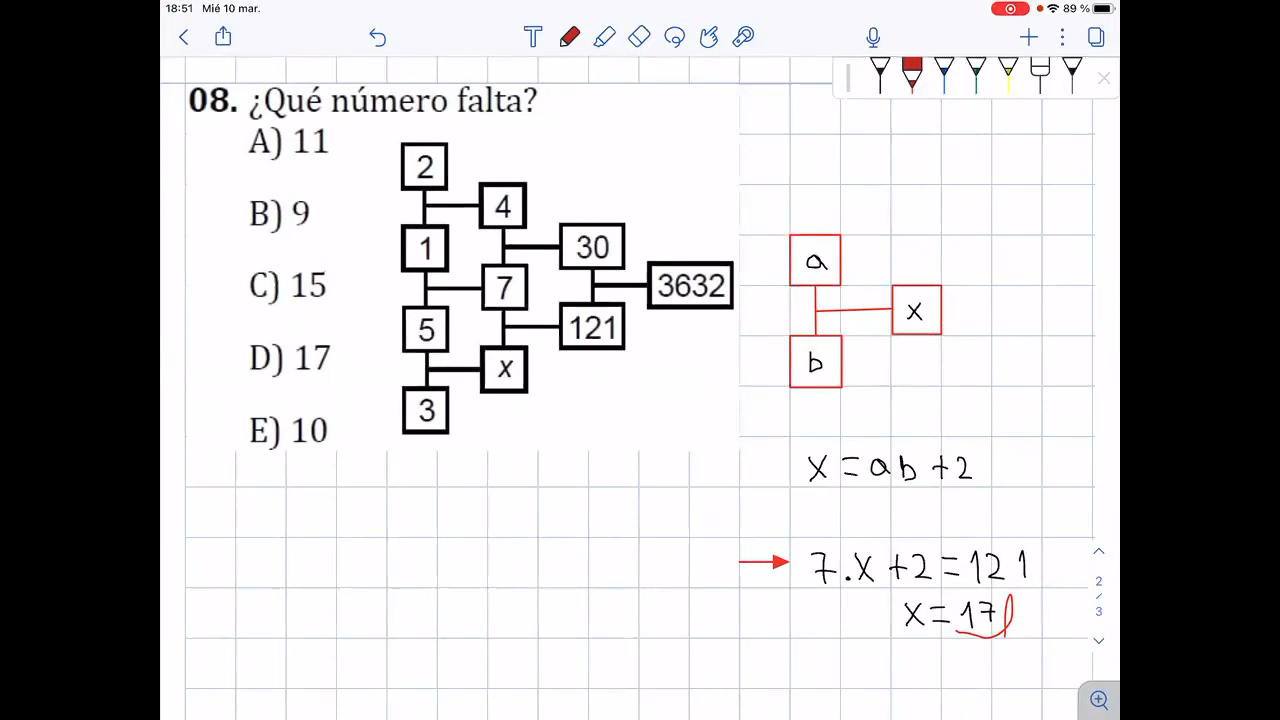 18:51 Mié 10 mar.
89 %
T
08. ¿Qué número falta?
A) 11
B) 9
C) 15
D) 17
E) 10
2
4
1
30
7
3632
5
121
x
3
a
x
b
x = ab + 2
7.x + 2 = 121
x = 17
2
/
3